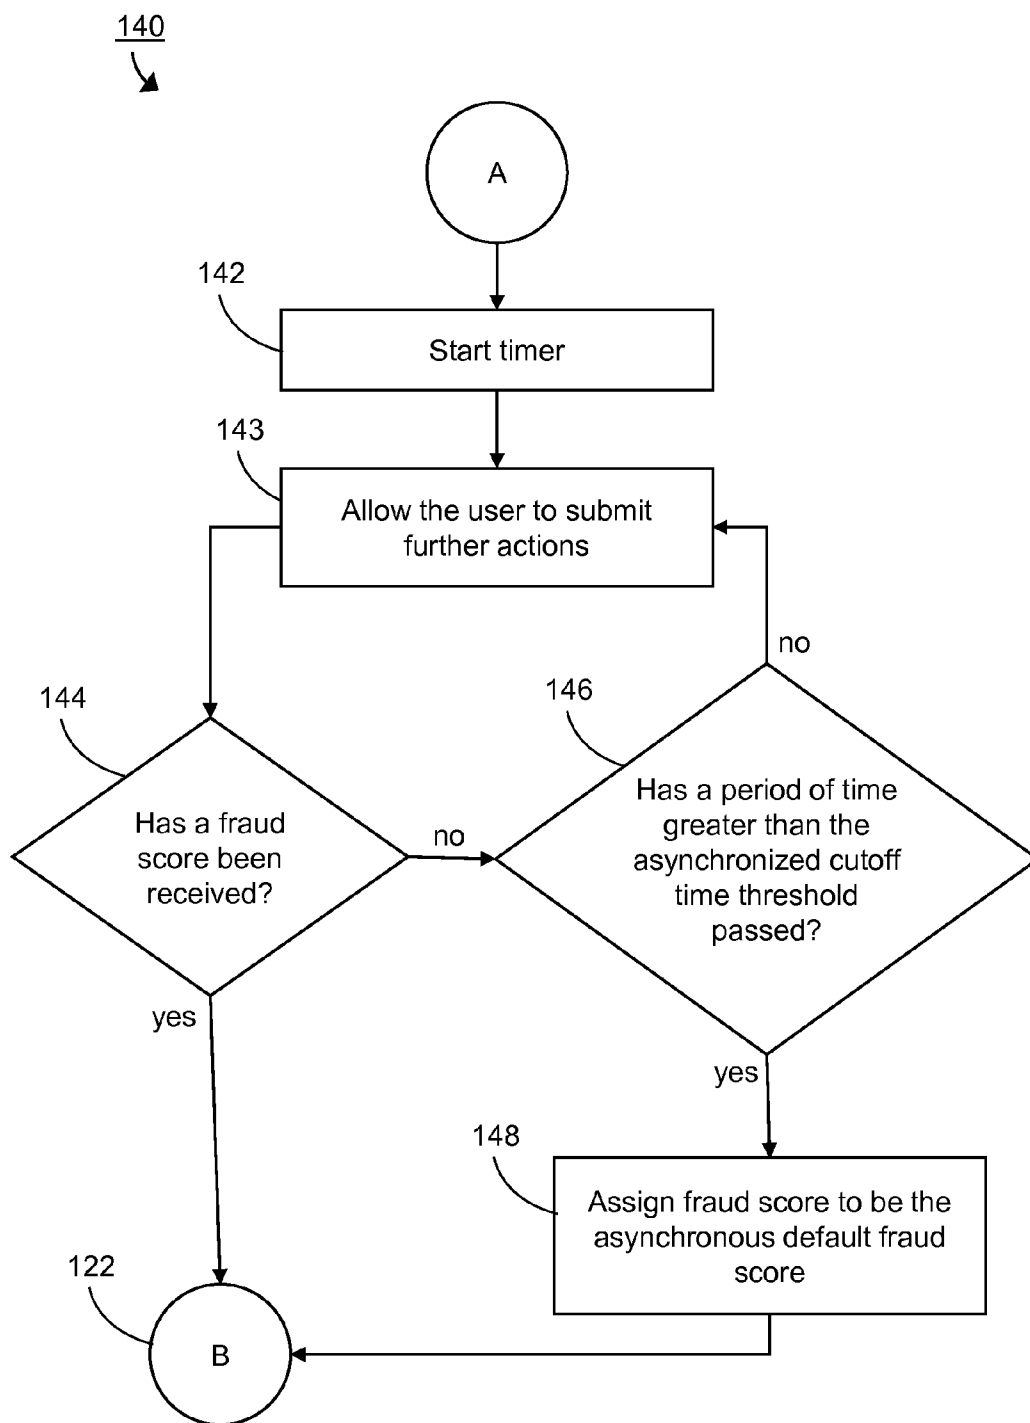 140
A
142
Start timer
143
Allow the user to submit
further actions
no
144
146
Has a fraud
score been
received?
no
Has a period of time
greater than the
asynchronized cutoff
time threshold
passed?
yes
yes
148
Assign fraud score to be the
asynchronous default fraud
score
122
B